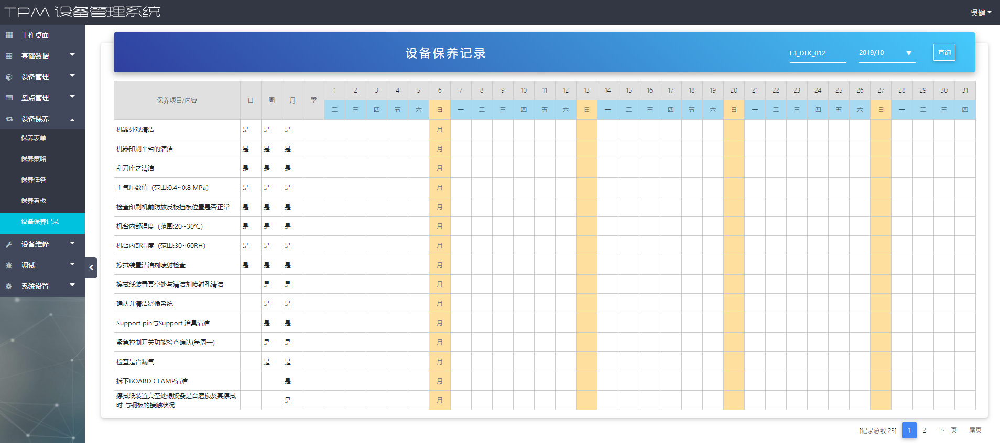 TPM 设备管理系统
吳健
工作桌面
基础数据
设备管理
盘点管理
设备保养
保养表单
保养策略
保养任务
保养看板
设备保养记录
设备维修
调试
系统设置
设备保养记录
F3_DEK_012
2019/10
查询
保养项目/内容 日 周 月 季 1 2 3 4 5 6 7 8 9 10 11 12 13 14 15 16 17 18 19 20 21 22 23 24 25 26 27 28 29 30 31
二 三 四 五 六 日 一 二 三 四 五 六 日 一 二 三 四 五 六 日 一 二 三 四 五 六 日 一 二 三 四
机器外观清洁 是 是 是 月
机器印刷平台的清洁 是 是 是 月
刮刀座之清洁 是 是 是 月
主气压数值（范围:0.4~0.8 MPa） 是 是 是 月
检查印刷机前防放反板挡板位置是否正常 是 是 是 月
机台内部温度（范围:20~30℃） 是 是 是 月
机台内部湿度（范围:30~60RH） 是 是 是 月
擦拭装置清洁剂喷射检查 是 是 是 月
擦拭纸装置真空处与清洁剂喷射孔清洁 是 是 月
确认并清洁影像系统 是 是 月
Support pin与Support 治具清洁 是 是 月
紧急控制开关功能检查确认(每周一) 是 是 月
检查是否漏气 是 是 月
拆下BOARD CLAMP清洁 是 月
擦拭纸装置真空处橡胶条是否磨损及其擦拭
时 与钢板的接触状况 是 月
[记录总数:23] 1 2 下一页 尾页